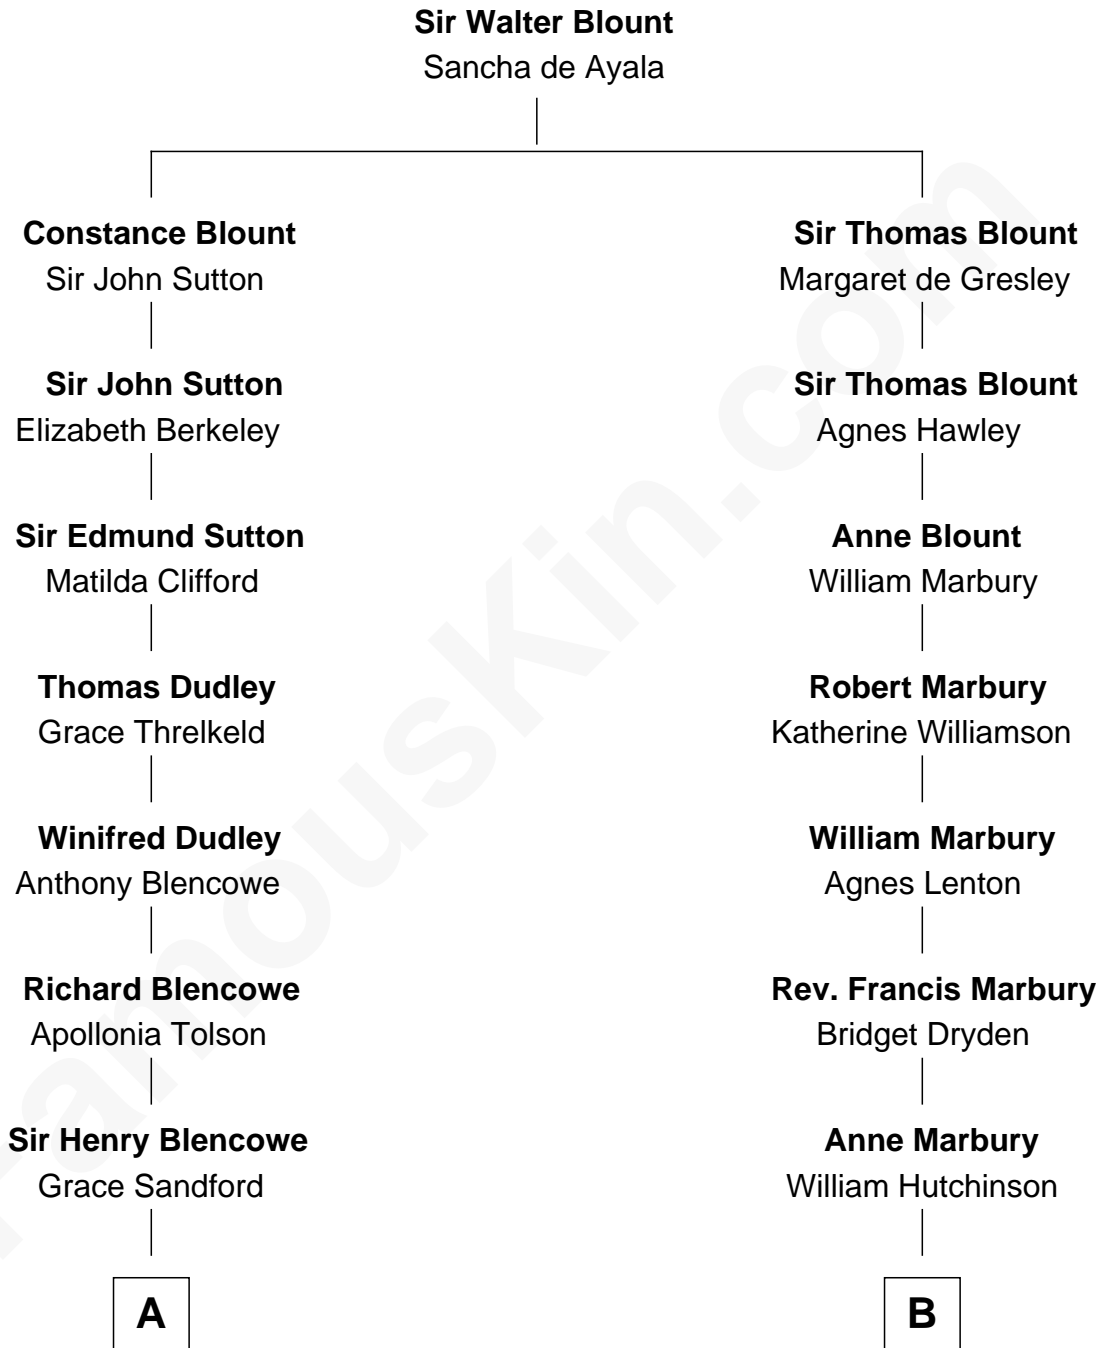 Sir Walter Blount
Sancha de Ayala
Constance Blount
Sir John Sutton
Sir Thomas Blount
Margaret de Gresley
Sir John Sutton
Elizabeth Berkeley
Sir Thomas Blount
Agnes Hawley
Sir Edmund Sutton
Matilda Clifford
Anne Blount
William Marbury
Thomas Dudley
Grace Threlkeld
Robert Marbury
Katherine Williamson
Winifred Dudley
Anthony Blencowe
William Marbury
Agnes Lenton
Richard Blencowe
Apollonia Tolson
Rev. Francis Marbury
Bridget Dryden
Sir Henry Blencowe
Grace Sandford
Anne Marbury
William Hutchinson
A
B
FamousKin.com